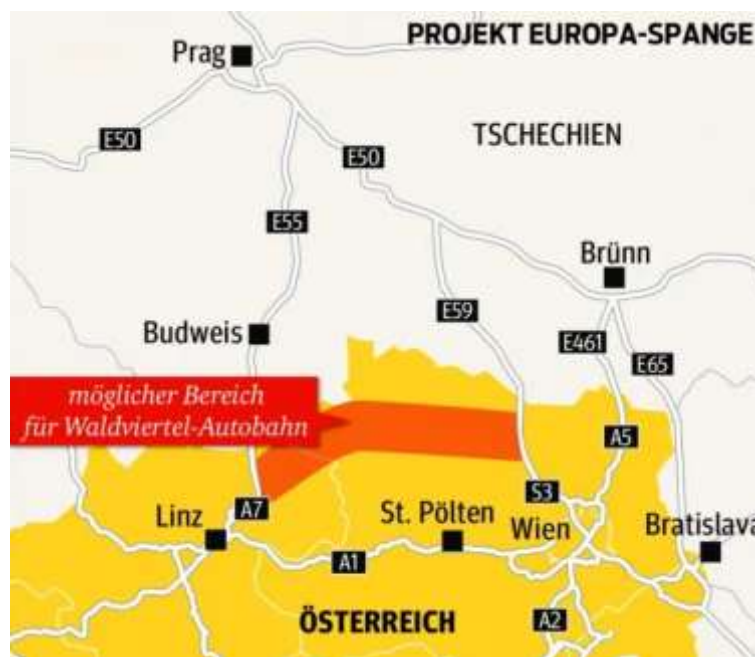 PROJEKT EUROPA-SPANGE
Prag
E50
E50
TSCHECHIEN
E55
Brünn
E59
Budweis
E461
E65
möglicher Bereich
für Waldviertel-Autobahn
A5
S3
A7
Linz
St. Pölten
Wien
Bratislava
A1
ÖSTERREICH
A2